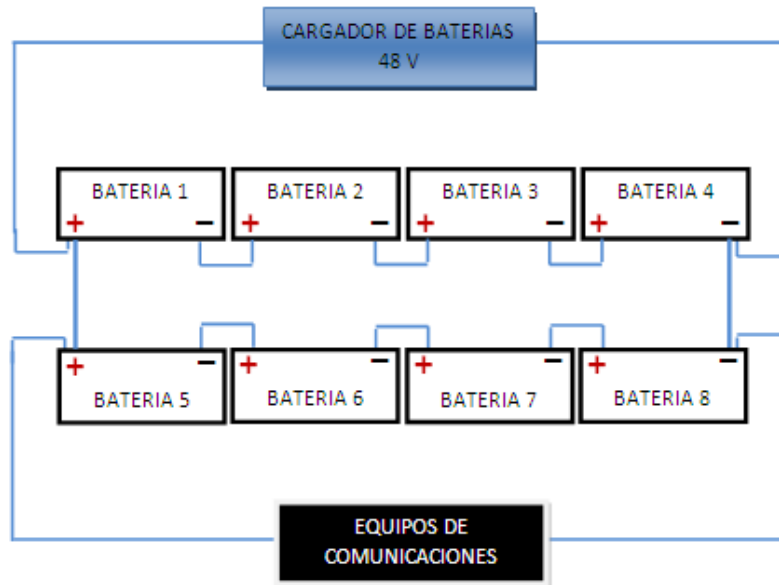 CARGADOR DE BATERIAS
48 V
BATERIA 1
BATERIA 2
BATERIA 3
BATERIA 4
+
−
+
−
+
−
+
−
+
−
+
−
+
−
+
−
BATERIA 5
BATERIA 6
BATERIA 7
BATERIA 8
EQUIPOS DE
COMUNICACIONES